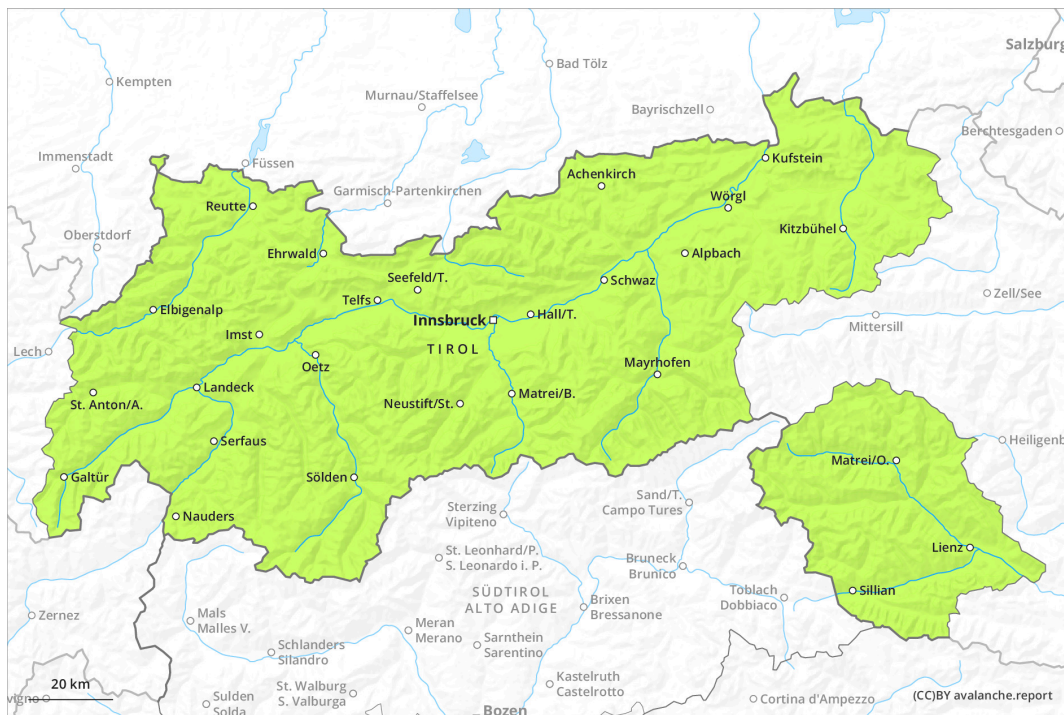 Salzburg
Kempten
Bad Tölz
Murnau/Staffelsee
Bayrischzell
Berchtesgaden
Immenstadt
Füssen
Kufstein
Achenkirch
Garmisch-Partenkirchen
Reutte
Wörgl
Oberstdorf
Kitzbühel
Ehrwald
Alpbach
Seefeld/T.
Schwaz
Telfs
Zell/See
Elbigenalp
Hall/T.
Innsbruck
Mittersill
Imst
TIROL
Lech
Oetz
Mayrhofen
Landeck
Matrei/B.
St. Anton/A.
Neustift/St.
Serfaus
Heiligenb
Matrei/O.
Galtür
Sölden
Sand/T.
Campo Tures
Sterzing
Vipiteno
Nauders
Lienz
St. Leonhard/P.
S. Leonardo i. P.
Bruneck
Brunico
SÜDTIROL
ALTO ADIGE
Sillian
Toblach
Dobbiaco
Brixen
Bressanone
Zernez
Mals
Malles V.
Meran
Merano
Sarnthein
Sarentino
Schlanders
Silandro
20 km
Kastelruth
Castelrotto
St. Walburg
S. Valburga
vigno
Sulden
Solda
Cortina d'Ampezzo
(CC)BY avalanche.report
Bozen